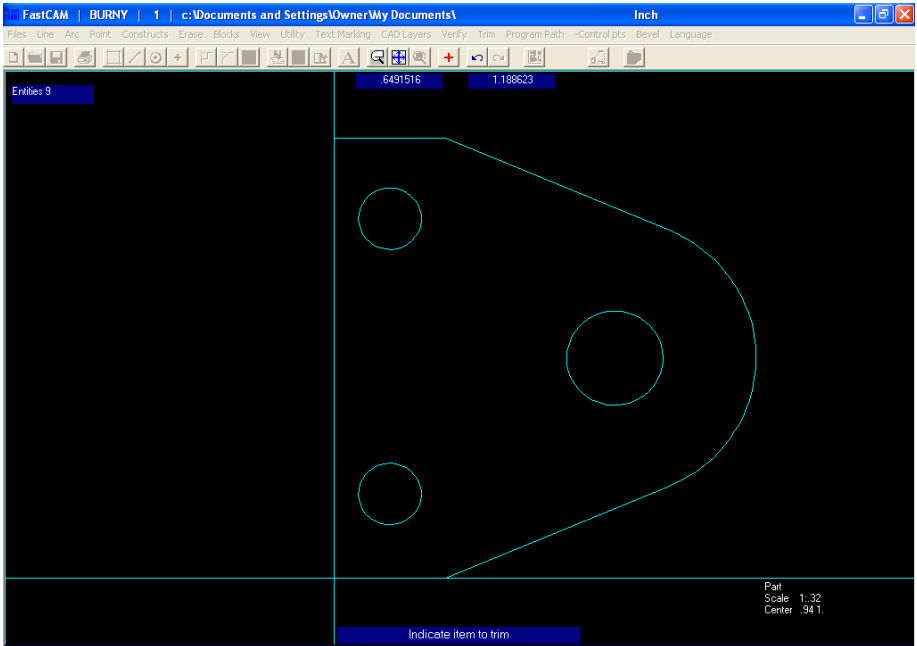 FastCAM | BURNY | 1 | c:\Documents and Settings\Owner\My Documents\ Inch
Files Line Arc Point Constructs Erase Blocks View Utility Text Marking CAD Layers Verify Trim Program Path -Control pts Bevel Language
A
.6491516 1.188623
Entities 9
Part
Scale 1:.32
Center .94 1.
Indicate item to trim